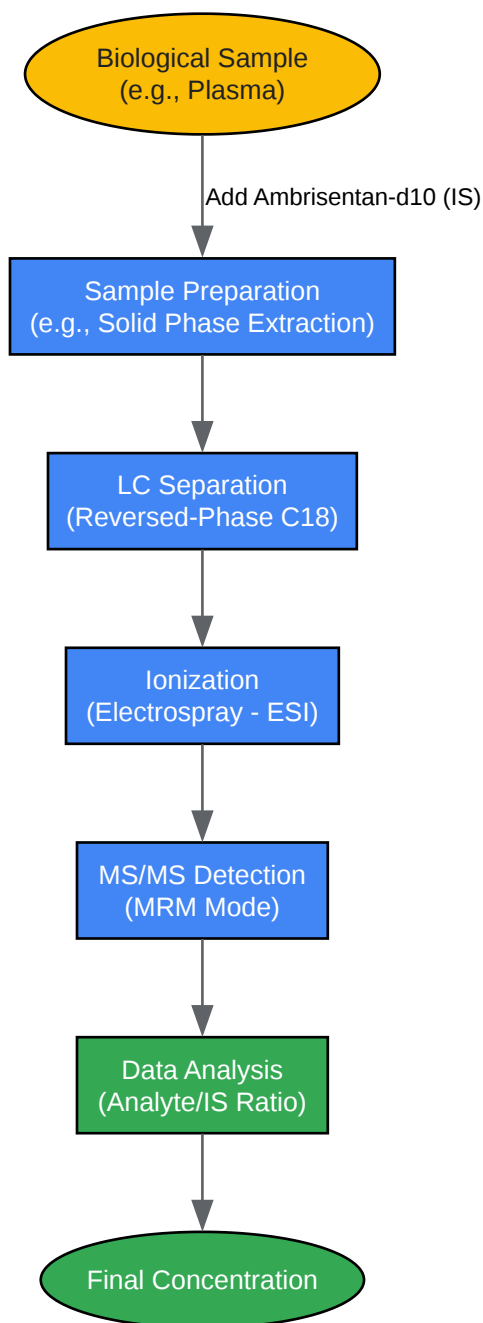 Biological Sample
(e.g., Plasma)
Add Ambrisentan-d10 (IS)
Sample Preparation
(e.g., Solid Phase Extraction)
LC Separation
(Reversed-Phase C18)
Ionization
(Electrospray - ESI)
MS/MS Detection
(MRM Mode)
Data Analysis
(Analyte/IS Ratio)
Final Concentration